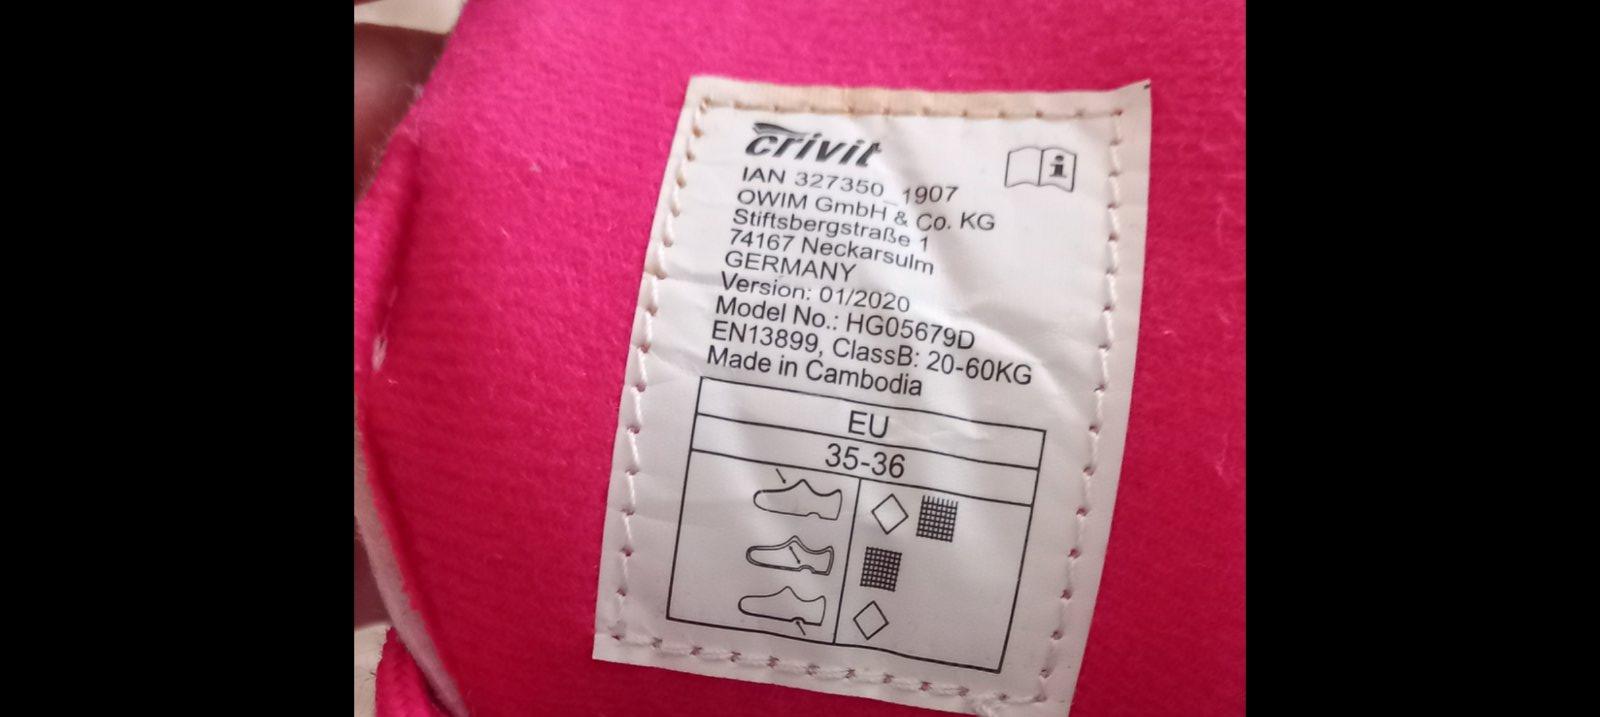 crivit
IAN 327350_1907
OWIM GmbH & Co. KG
Stiftsbergstraße 1
74167 Neckarsulm
GERMANY
Version: 01/2020
Model No.: HG05679D
EN13899, ClassB: 20-60KG
Made in Cambodia
EU
35-36